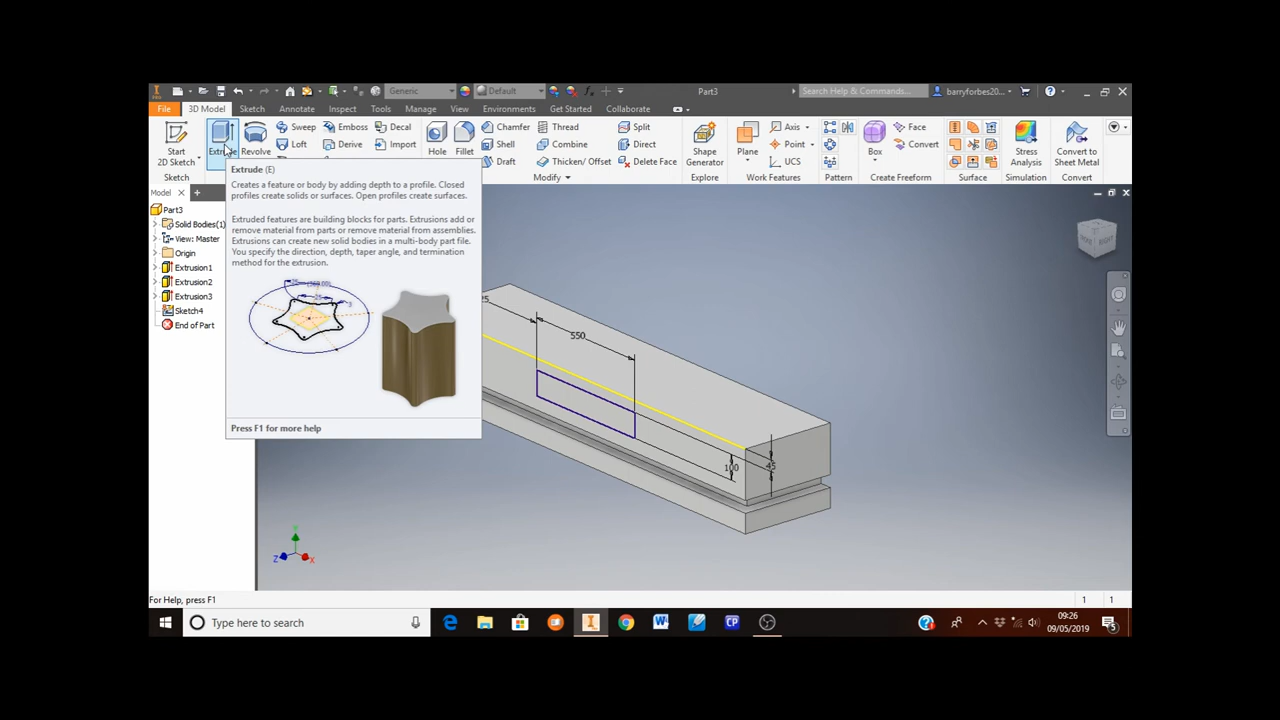 Generic
Default
Part3
Search Help & Commands...
barryforbes20...
File
3D Model
Sketch
Annotate
Inspect
Tools
Manage
View
Environments
Get Started
Collaborate
Start
2D Sketch
Extrude
Revolve
Sweep
Emboss
Decal
Loft
Derive
Import
Hole
Fillet
Chamfer
Thread
Split
Shell
Combine
Direct
Draft
Thicken/ Offset
Delete Face
Shape
Generator
Plane
Axis
UCS
Box
Face
Convert
Stress
Analysis
Convert to
Sheet Metal
Sketch
Modify
Explore
Work Features
Pattern
Create Freeform
Surface
Simulation
Convert
Model
Part3
Solid Bodies(1)
View: Master
Origin
Extrusion1
Extrusion2
Extrusion3
Sketch4
End of Part
Extrude (E)
Creates a feature or body by adding depth to a profile. Closed
profiles create solids or surfaces. Open profiles create surfaces.
Extruded features are building blocks for parts. Extrusions add or
remove material from parts or remove material from assemblies.
Extrusions can create new solid bodies in a multi-body part file.
You specify the direction, depth, taper angle, and termination
method for the extrusion.
Press F1 for more help
25
550
100
45
RIGHT
Y
Z
X
For Help, press F1
1
1
Type here to search
CP
09:26
09/05/2019
5